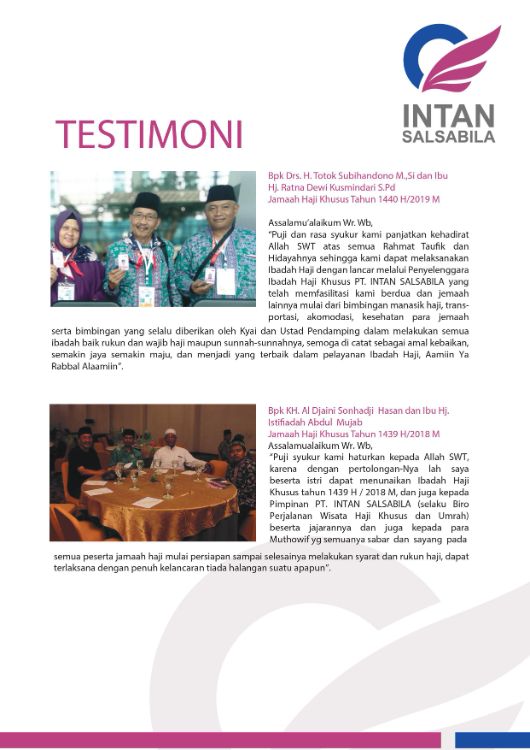 INTAN
SALSABILA
TESTIMONI
Bpk Drs. H. Totok Subihandono M.,Si dan Ibu
Hj. Ratna Dewi Kusmindari S.Pd
Jamaah Haji Khusus Tahun 1440 H/2019 M
Assalamu'alaikum Wr. Wb,
"Puji dan rasa syukur kami panjatkan kehadirat
Allah SWT atas semua Rahmat Taufik dan
Hidayahnya sehingga kami dapat melaksanakan
Ibadah Haji dengan lancar melalui Penyelenggara
Ibadah Haji Khusus PT. INTAN SALSABILA yang
telah memfasilitasi kami berdua dan jemaah
lainnya mulai dari bimbingan manasik haji, trans-
portasi, akomodasi, kesehatan para jemaah
serta bimbingan yang selalu diberikan oleh Kyai dan Ustad Pendamping dalam melakukan semua
ibadah baik rukun dan wajib haji maupun sunnah-sunnahnya, semoga di catat sebagai amal kebaikan,
semakin jaya semakin maju, dan menjadi yang terbaik dalam pelayanan Ibadah Haji, Aamiin Ya
Rabbal Alaamiin".
Bpk KH. Al Djaini Sonhadji Hasan dan Ibu Hj.
Istifiadah Abdul Mujab
Jamaah Haji Khusus Tahun 1439 H/2018 M
Assalamualaikum Wr. Wb,
"Puji syukur kami haturkan kepada Allah SWT,
karena dengan pertolongan-Nya lah saya
beserta istri dapat menunaikan Ibadah Haji
Khusus tahun 1439 H / 2018 M, dan juga kepada
Pimpinan PT. INTAN SALSABILA (selaku Biro
Perjalanan Wisata Haji Khusus dan Umrah)
beserta jajarannya dan juga kepada para
Muthowif yg semuanya sabar dan sayang pada
semua peserta jamaah haji mulai persiapan sampai selesainya melakukan syarat dan rukun haji, dapat
terlaksana dengan penuh kelancaran tiada halangan suatu apapun".